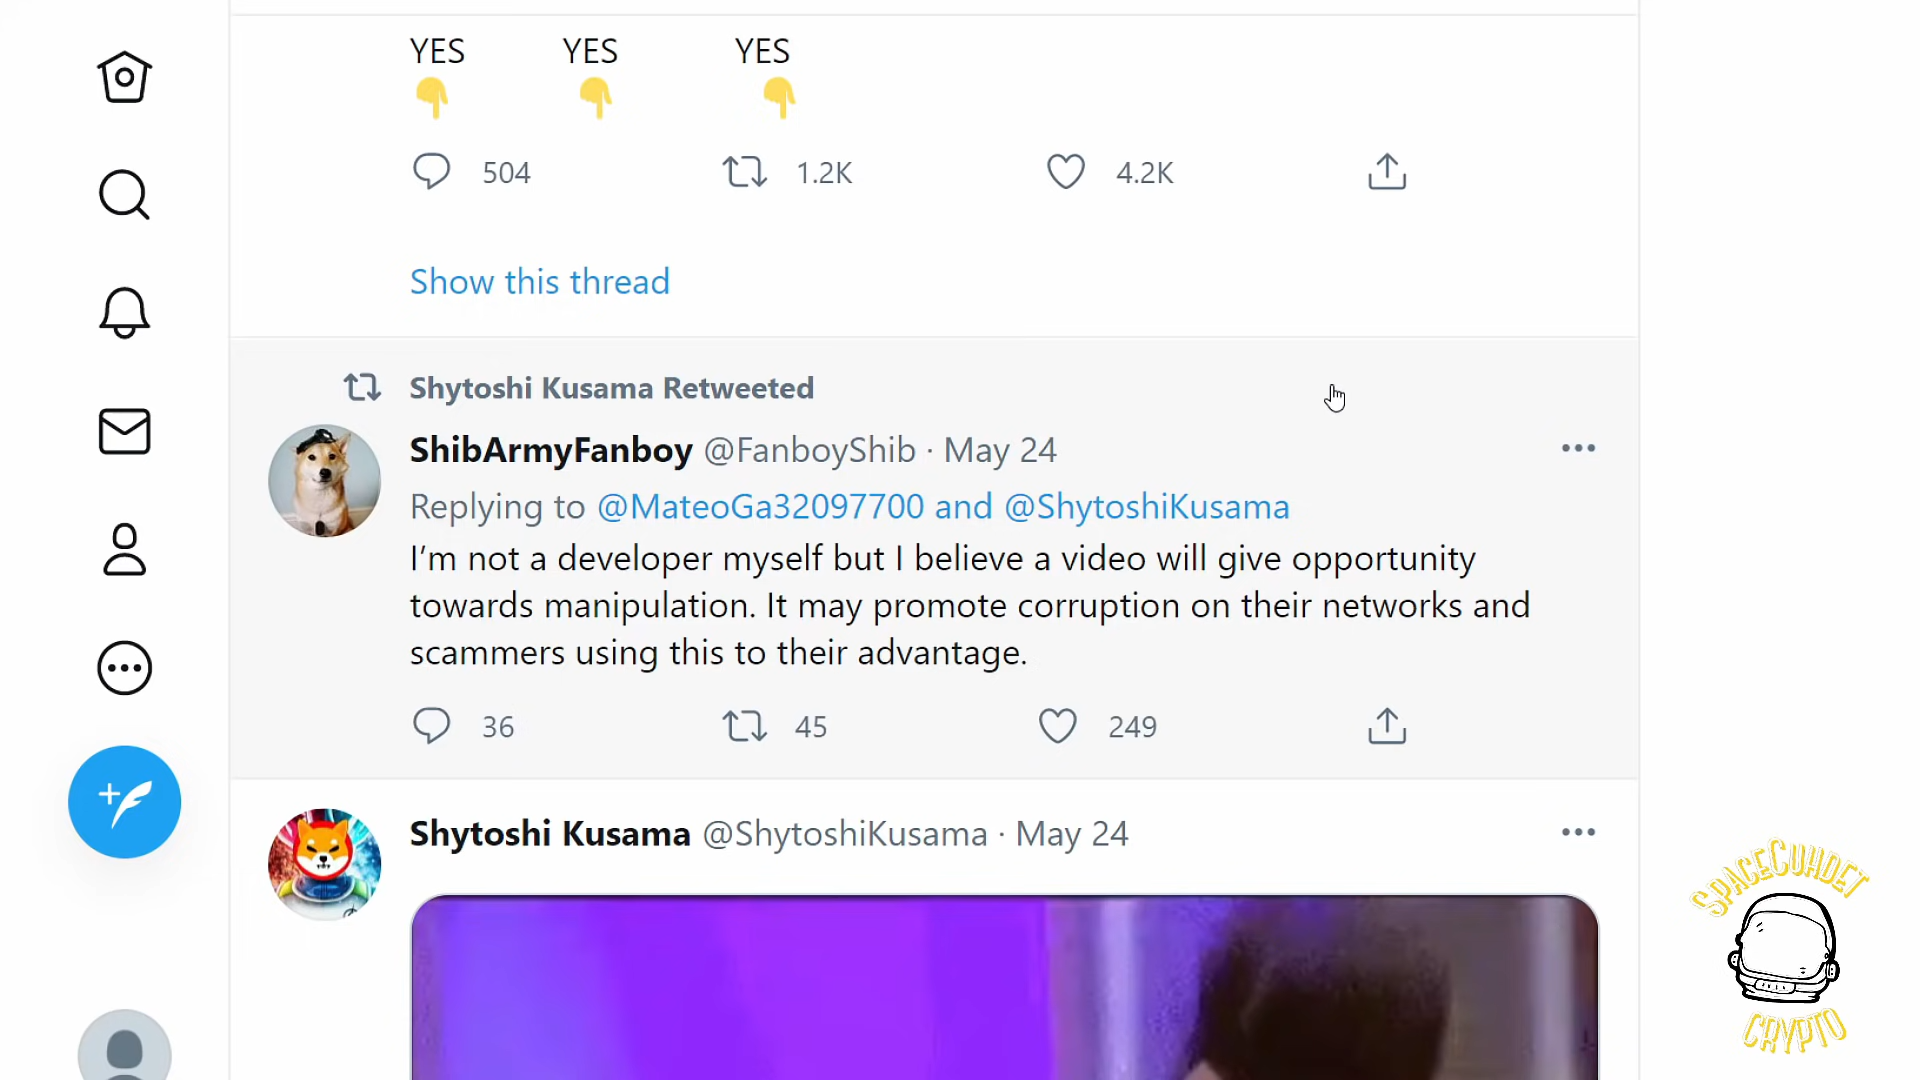 YES YES YES
504 1.2K 4.2K
Show this thread
Shytoshi Kusama Retweeted
ShibArmyFanboy @FanboyShib · May 24
Replying to @MateoGa32097700 and @ShytoshiKusama
I’m not a developer myself but I believe a video will give opportunity
towards manipulation. It may promote corruption on their networks and
scammers using this to their advantage.
36 45 249
Shytoshi Kusama @ShytoshiKusama · May 24
SPACECUHDET
CRYPTO